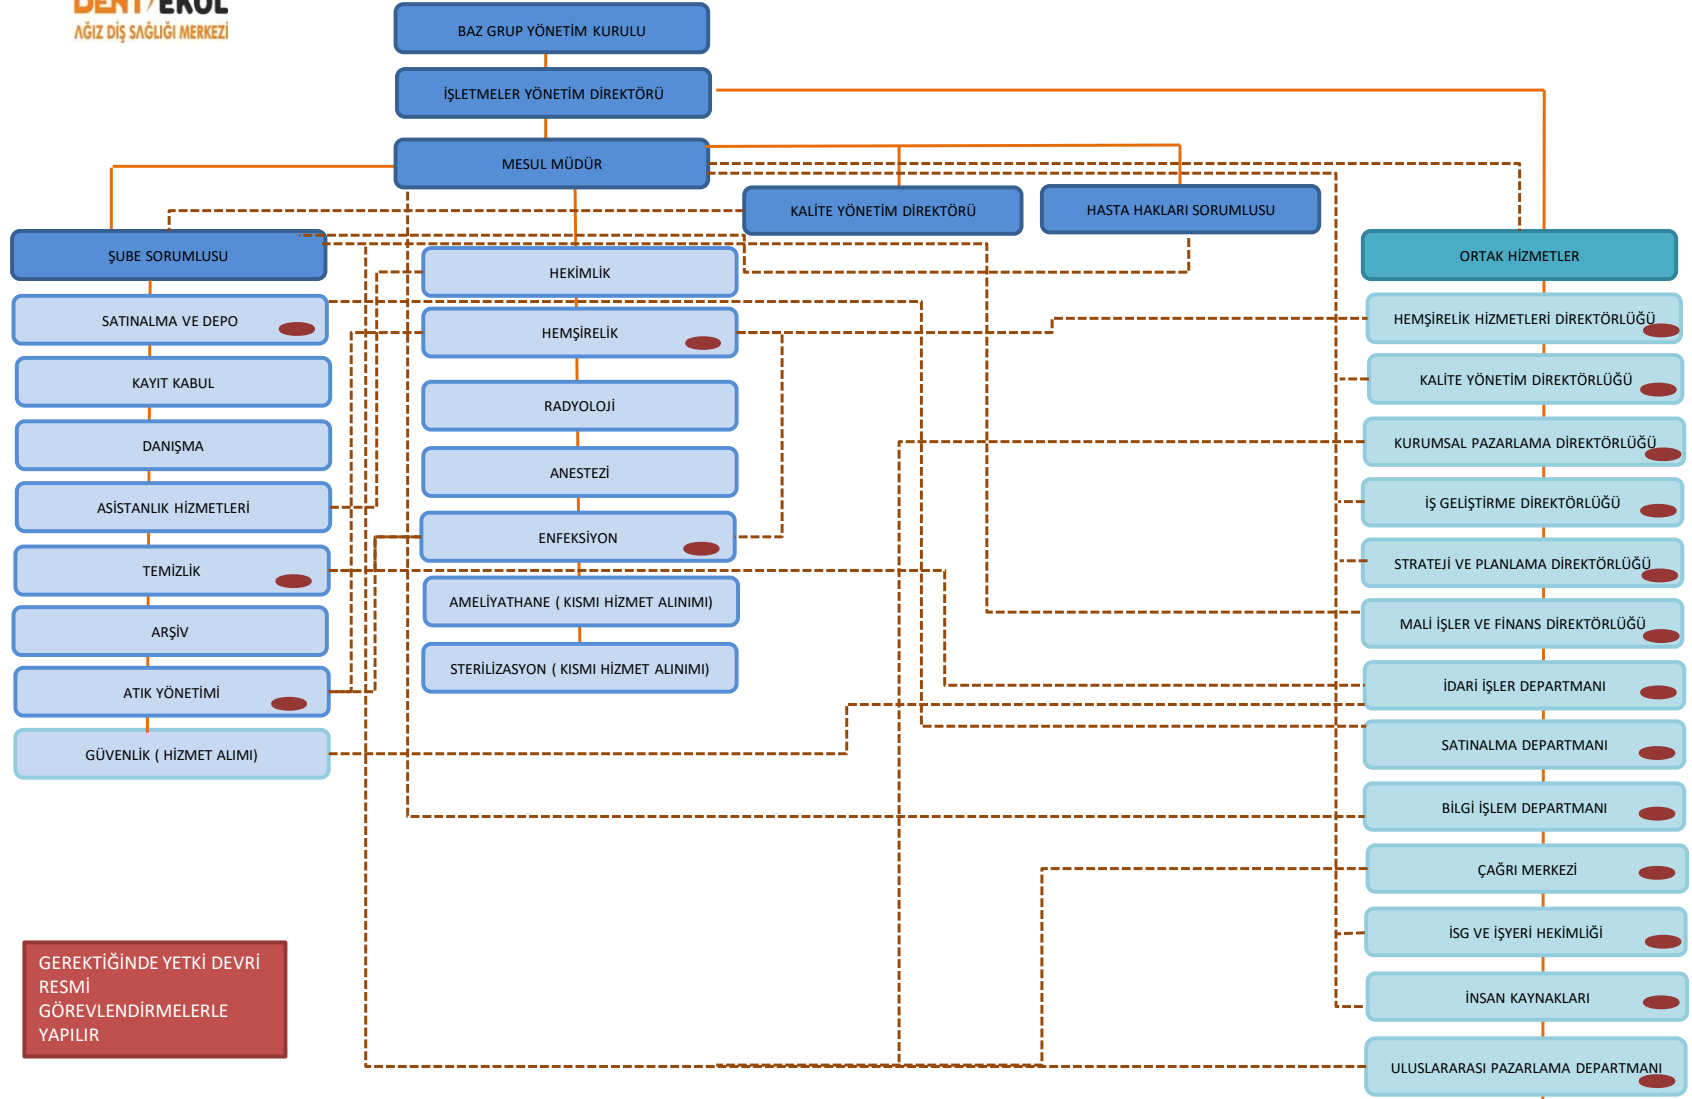 DENT/EKOL
AĞIZ DİŞ SAĞLIĞI MERKEZİ
BAZ GRUP YÖNETİM KURULU
İŞLETMELER YÖNETİM DİREKTÖRÜ
MESUL MÜDÜR
KALİTE YÖNETİM DİREKTÖRÜ
HASTA HAKLARI SORUMLUSU
ŞUBE SORUMLUSU
SATINALMA VE DEPO
KAYIT KABUL
DANIŞMA
ASİSTANLIK HİZMETLERİ
TEMİZLİK
ARŞİV
ATIK YÖNETİMİ
GÜVENLİK ( HİZMET ALIMI)
HEKİMLİK
HEMŞİRELİK
RADYOLOJİ
ANESTEZİ
ENFEKSİYON
AMELİYATHANE ( KISMI HİZMET ALINIMI)
STERİLİZASYON ( KISMI HİZMET ALINIMI)
ORTAK HİZMETLER
HEMŞİRELİK HİZMETLERİ DİREKTÖRLÜĞÜ
KALİTE YÖNETİM DİREKTÖRLÜĞÜ
KURUMSAL PAZARLAMA DİREKTÖRLÜĞÜ
İŞ GELİŞTİRME DİREKTÖRLÜĞÜ
STRATEJİ VE PLANLAMA DİREKTÖRLÜĞÜ
MALİ İŞLER VE FİNANS DİREKTÖRLÜĞÜ
İDARİ İŞLER DEPARTMANI
SATINALMA DEPARTMANI
BİLGİ İŞLEM DEPARTMANI
ÇAĞRI MERKEZİ
İSG VE İŞYERİ HEKİMLİĞİ
İNSAN KAYNAKLARI
ULUSLARARASI PAZARLAMA DEPARTMANI
GEREKTİĞİNDE YETKİ DEVRİ
RESMİ
GÖREVLENDİRMELERLE
YAPILIR